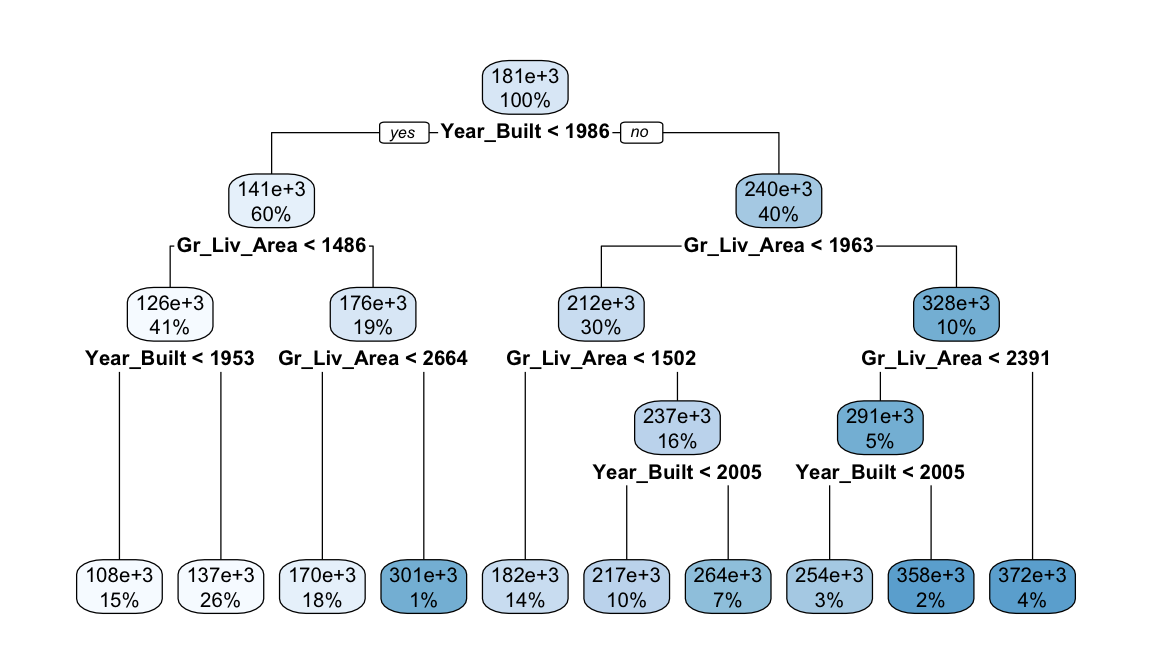 181e+3
100%
yes Year_Built < 1986 no
141e+3
60%
240e+3
40%
Gr_Liv_Area < 1486
Gr_Liv_Area < 1963
126e+3
41%
176e+3
19%
212e+3
30%
328e+3
10%
Year_Built < 1953
Gr_Liv_Area < 2664
Gr_Liv_Area < 1502
Gr_Liv_Area < 2391
237e+3
16%
291e+3
5%
Year_Built < 2005
Year_Built < 2005
108e+3
15%
137e+3
26%
170e+3
18%
301e+3
1%
182e+3
14%
217e+3
10%
264e+3
7%
254e+3
3%
358e+3
2%
372e+3
4%